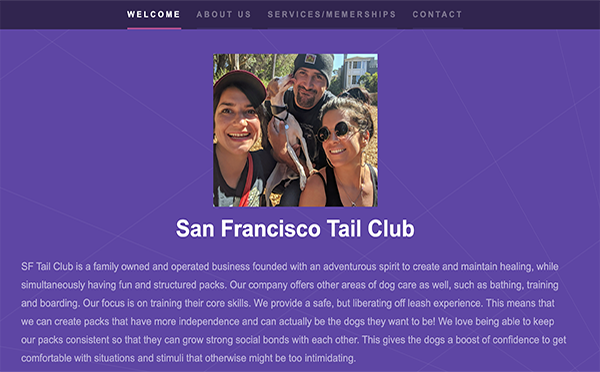 WELCOME ABOUT US SERVICES/MEMERSHIPS CONTACT
San Francisco Tail Club
SF Tail Club is a family owned and operated business founded with an adventurous spirit to create and maintain healing, while
simultaneously having fun and structured packs. Our company offers other areas of dog care as well, such as bathing, training
and boarding. Our focus is on training their core skills. We provide a safe, but liberating off leash experience. This means that
we can create packs that have more independence and can actually be the dogs they want to be! We love being able to keep
our packs consistent so that they can grow strong social bonds with each other. This gives the dogs a boost of confidence to get
comfortable with situations and stimuli that otherwise might be too intimidating.